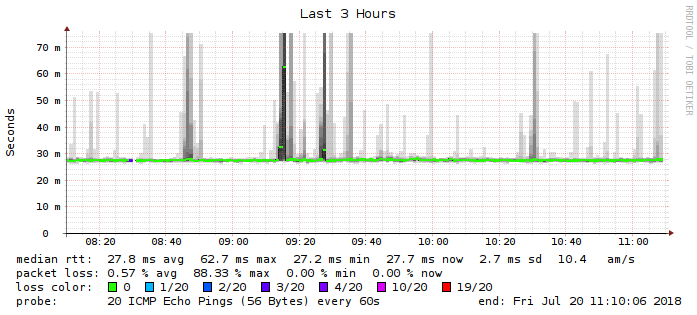 Last 3 Hours
RRDTOOL / TOBI OETIKER
Seconds
70 m
60 m
50 m
40 m
30 m
20 m
10 m
0
08:20 08:40 09:00 09:20 09:40 10:00 10:20 10:40 11:00
median rtt: 27.8 ms avg 62.7 ms max 27.2 ms min 27.7 ms now 2.7 ms sd 10.4 am/s
packet loss: 0.57 % avg 88.33 % max 0.00 % min 0.00 % now
loss color: 0 1/20 2/20 3/20 4/20 10/20 19/20
probe: 20 ICMP Echo Pings (56 Bytes) every 60s end: Fri Jul 20 11:10:06 2018